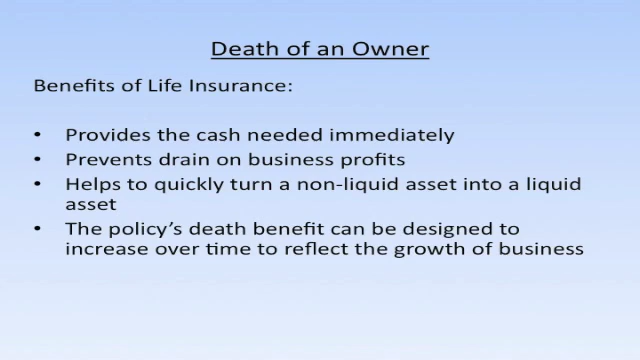 Death of an Owner
Benefits of Life Insurance:
• Provides the cash needed immediately
• Prevents drain on business profits
• Helps to quickly turn a non-liquid asset into a liquid
asset
• The policy’s death benefit can be designed to
increase over time to reflect the growth of business